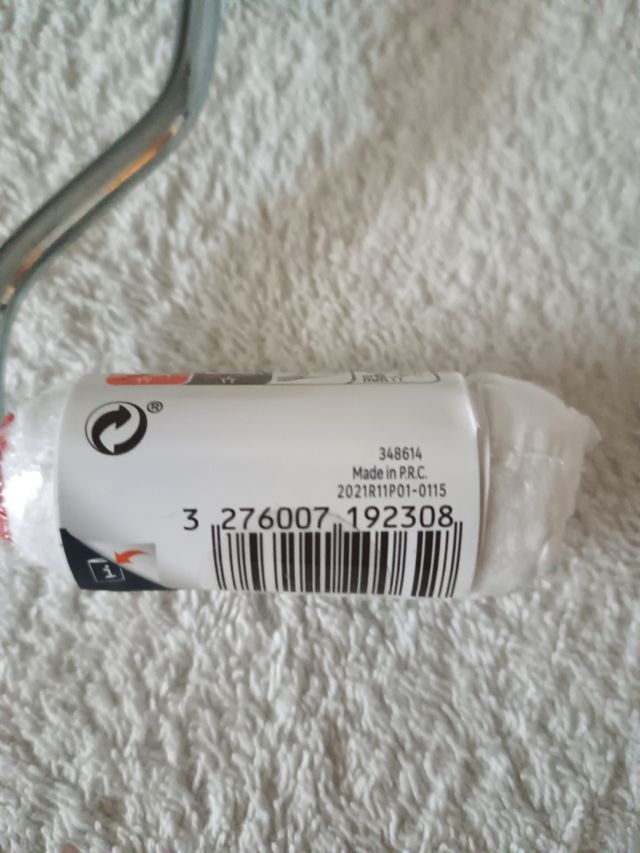 ®
348614
Made in P.R.C.
2021R11P01-0115
3 276007 192308
i